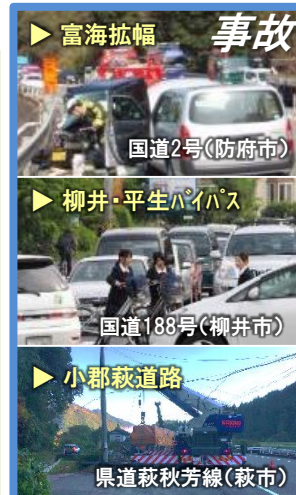 ▶ 富海拡幅
事故
国道2号(防府市)
▶ 柳井・平生ﾊﾞｲﾊﾟｽ
国道188号(柳井市)
▶ 小郡萩道路
県道萩秋芳線(萩市)